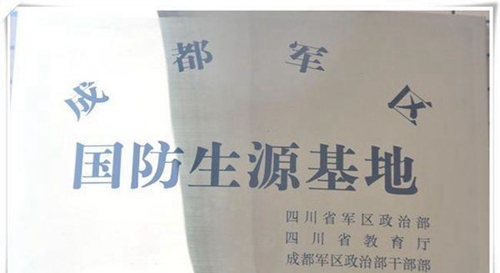 成都军区
国防生源基地
四川省军区政治部
四川省教育厅
成都军区政治部干部部